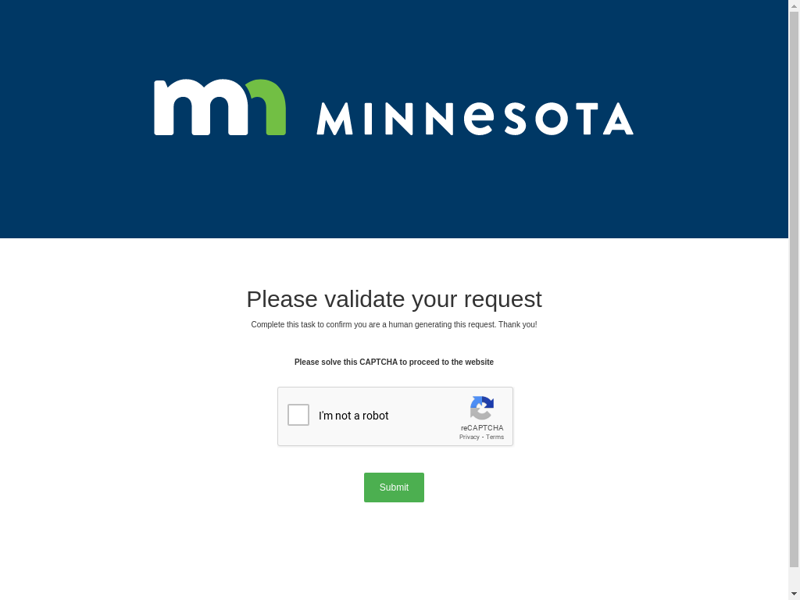 mn MINNESOTA
Please validate your request
Complete this task to confirm you are a human generating this request. Thank you!
Please solve this CAPTCHA to proceed to the website
I'm not a robot
reCAPTCHA
Privacy - Terms
Submit